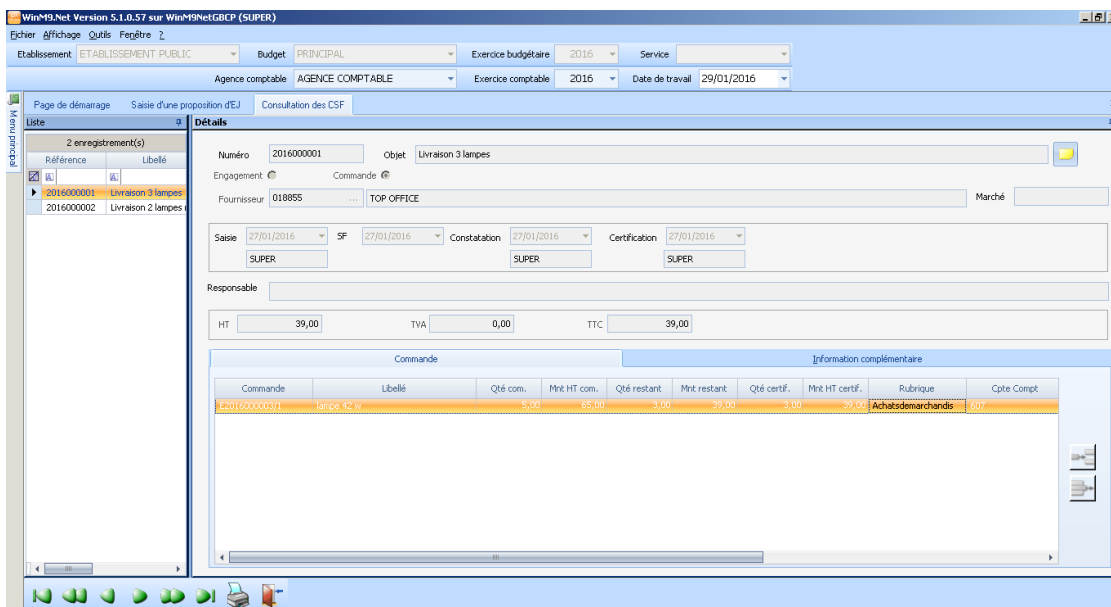 WinM9.Net Version 5.1.0.57 sur WinM9NetGBCP (SUPER)
Fichier Affichage Outils Fenêtre ?
Etablissement ETABLISSEMENT PUBLIC Budget PRINCIPAL Exercice budgétaire 2016 Service
Agence comptable AGENCE COMPTABLE Exercice comptable 2016 Date de travail 29/01/2016
Menu principal
Page de démarrage Saisie d'une proposition d'EJ Consultation des CSF
Liste
2 enregistrement(s)
Référence Libellé
2016000001 Livraison 3 lampes
2016000002 Livraison 2 lampes
Détails
Numéro 2016000001 Objet Livraison 3 lampes
Engagement Commande
Fournisseur 018855 ... TOP OFFICE Marché
Saisie 27/01/2016 SF 27/01/2016 Constatation 27/01/2016 Certification 27/01/2016
SUPER SUPER SUPER
Responsable
HT 39,00 TVA 0,00 TTC 39,00
Commande Information complémentaire
Commande Libellé Qté com. Mnt HT com. Qté restant Mnt restant Qté certif. Mnt HT certif. Rubrique Cpte Compt
E2016000003/1 lampe 42 w 5,00 65,00 3,00 39,00 3,00 39,00 Achatsdemarchandis 607